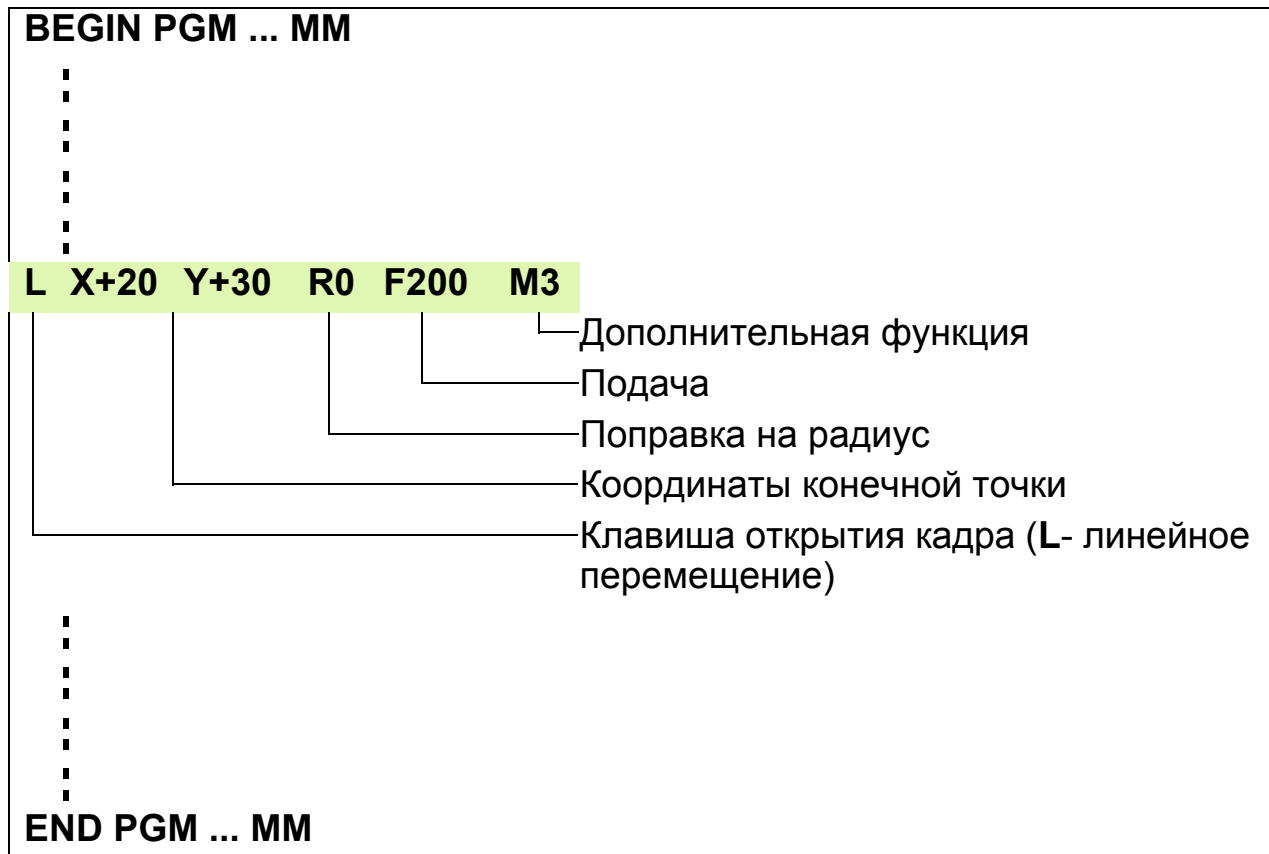 BEGIN PGM ... MM
L X+20 Y+30 R0 F200 M3
Дополнительная функция
Подача
Поправка на радиус
Координаты конечной точки
Клавиша открытия кадра (L- линейное
перемещение)
END PGM ... MM